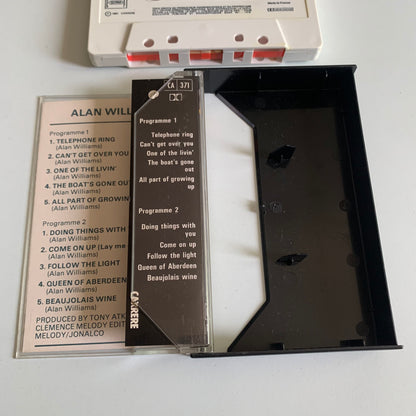 Made in France
ALAN WILL
Programme 1
1. TELEPHONE RING
(Alan Williams)
2. CAN'T GET OVER YOU
(Alan Williams)
3. ONE OF THE LIVIN'
(Alan Williams)
4. THE BOAT'S GONE OUT
(Alan Williams)
5. ALL PART OF GROWIN
(Alan Williams)
Programme 2
1. DOING THINGS WITH
(Alan Williams)
2. COME ON UP (Lay me
(Alan Williams)
3. FOLLOW THE LIGHT
(Alan Williams)
4. QUEEN OF ABERDEEN
(Alan Williams)
5. BEAUJOLAIS WINE
(Alan Williams)
PRODUCED BY TONY ATK
CLEMENCE MELODY EDIT
MELODY/JONALCO
CA 371
Programme 1
Telephone ring
Can't get over you
One of the livin'
The boat's gone
out
All part of growing
up
Programme 2
Doing things with
you
Come on up
Follow the light
Queen of Aberdeen
Beaujolais wine
CARRERE